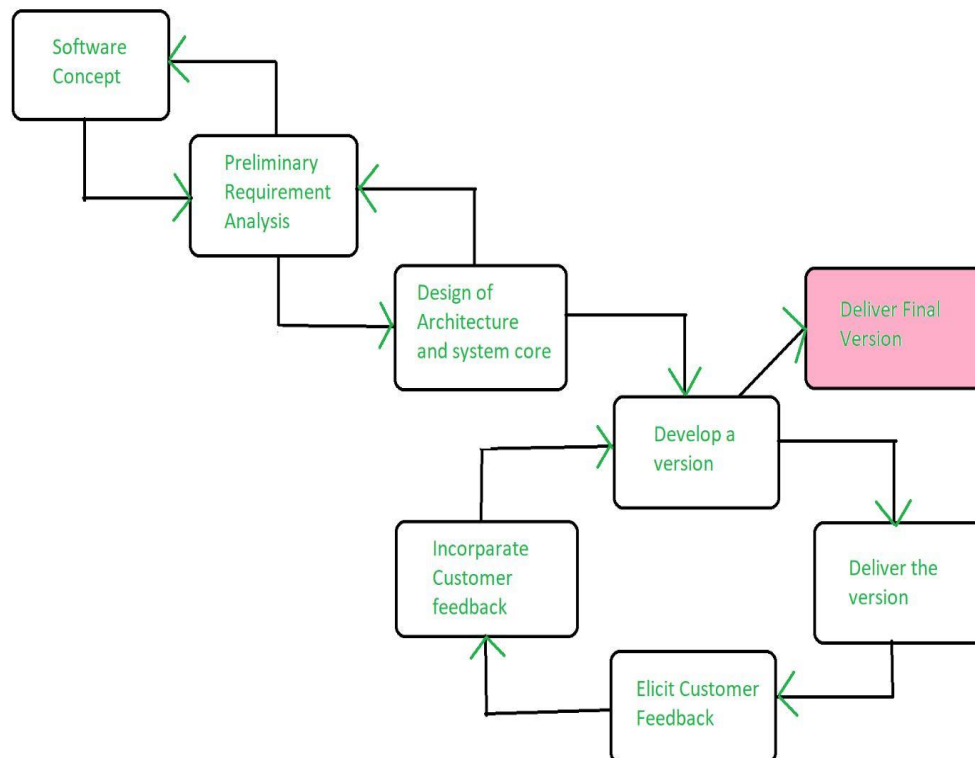 Software
Concept
Preliminary
Requirement
Analysis
Design of
Architecture
and system core
Deliver Final
Version
Develop a
version
Incorparate
Customer
feedback
Deliver the
version
Elicit Customer
Feedback